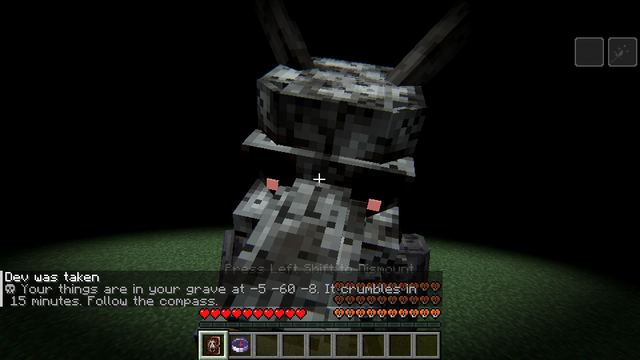 Press Left Shift to Dismount
Dev was taken
☠ Your things are in your grave at -5 -60 -8. It crumbles in
15 minutes. Follow the compass.